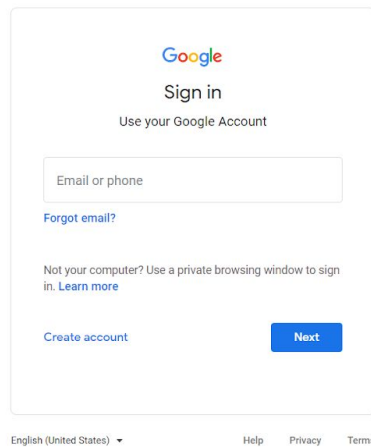 Google
Sign in
Use your Google Account
Email or phone
Forgot email?
Not your computer? Use a private browsing window to sign
in. Learn more
Create account
Next
English (United States)
Help Privacy Term